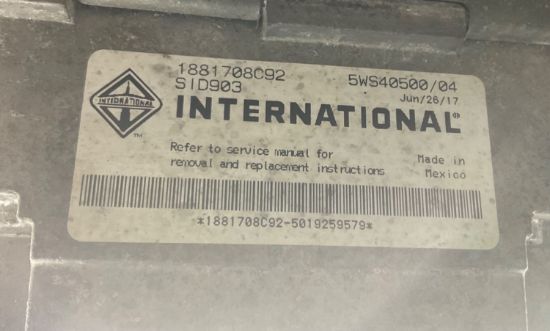 1881708C92 5WS40500/04
SID903 Jun/26/17
INTERNATIONAL®
INTERNATIONAL
™
Refer to service manual for
removal and replacement instructions
Made in
Mexico
*1881708C92-5019259579*